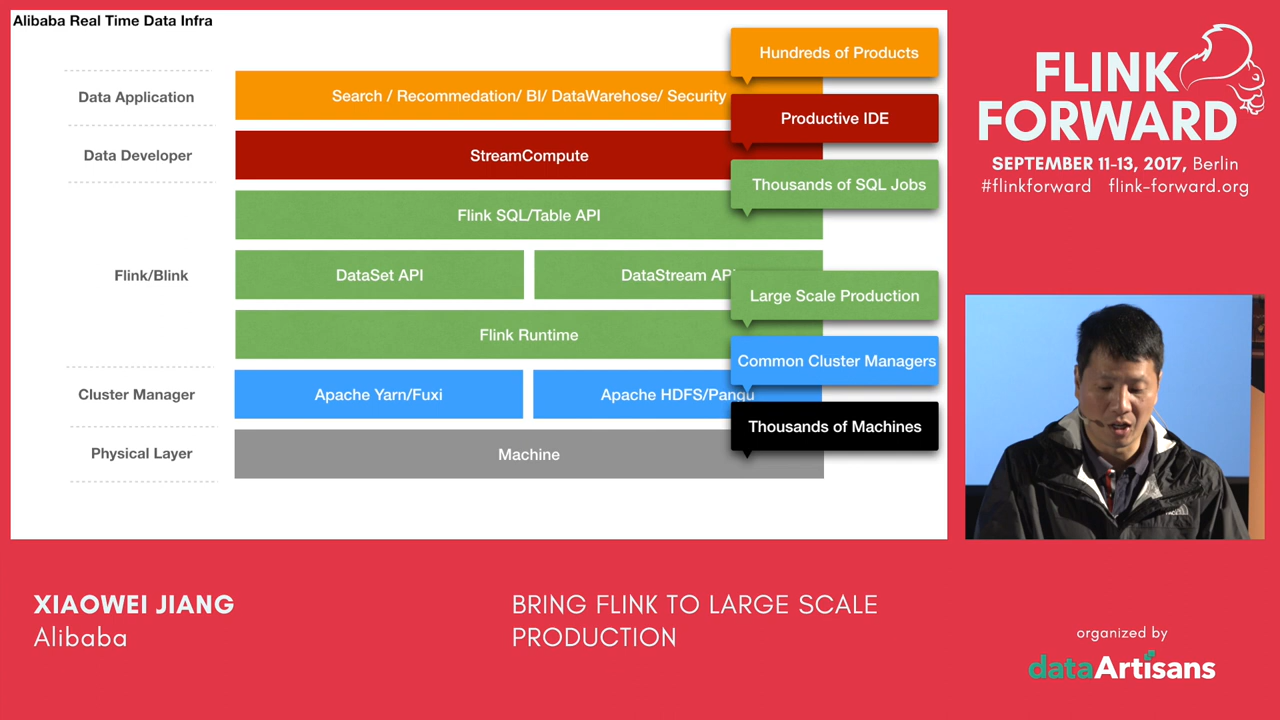 Alibaba Real Time Data Infra
Hundreds of Products
Data Application
Search / Recommedation/ BI/ DataWarehose/ Security
Productive IDE
Data Developer
StreamCompute
Thousands of SQL Jobs
Flink SQL/Table API
Flink/Blink
DataSet API
DataStream API
Large Scale Production
Flink Runtime
Common Cluster Managers
Cluster Manager
Apache Yarn/Fuxi
Apache HDFS/Pangu
Thousands of Machines
Physical Layer
Machine
FLINK
FORWARD
SEPTEMBER 11-13, 2017, Berlin
#flinkforward flink-forward.org
XIAOWEI JIANG
Alibaba
BRING FLINK TO LARGE SCALE
PRODUCTION
organized by
dataArtisans